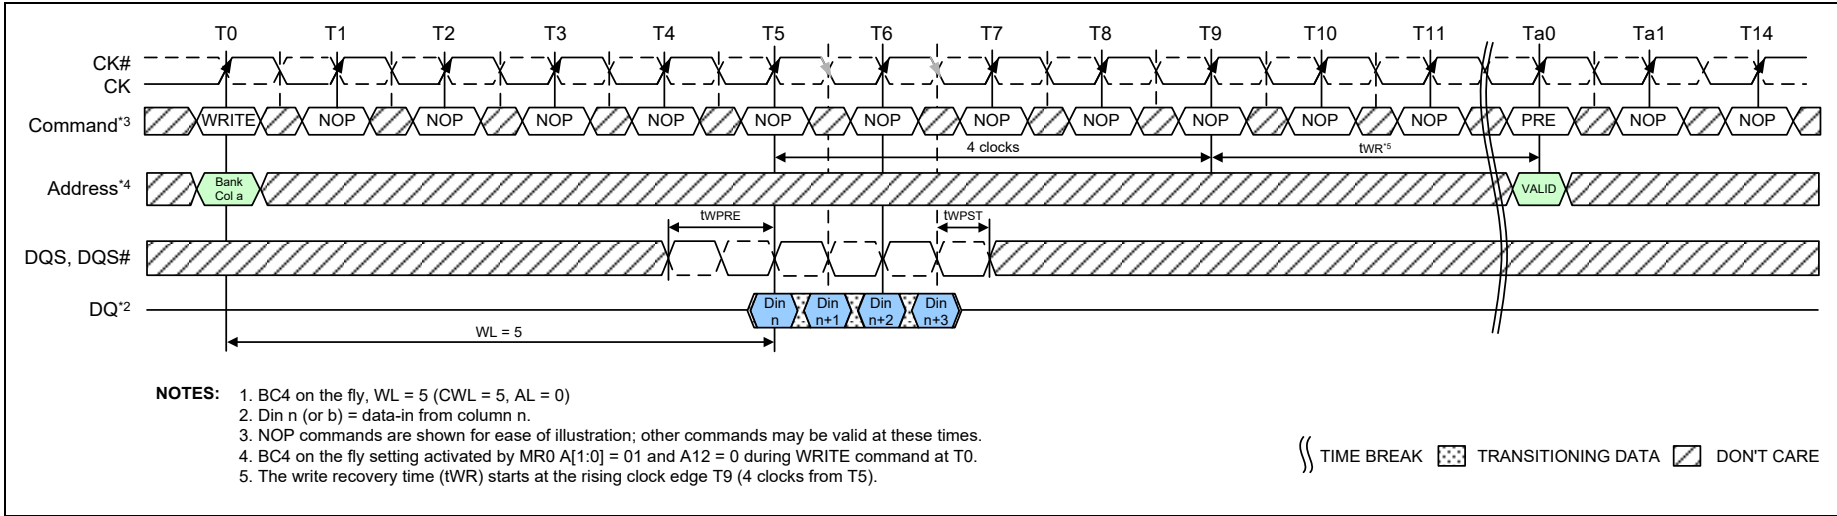 T0 T1 T2 T3 T4 T5 T6 T7 T8 T9 T10 T11 Ta0 Ta1 T14
CK#
CK
Command*3 WRITE NOP NOP NOP NOP NOP NOP NOP NOP NOP NOP NOP PRE NOP NOP
4 clocks tWR*5
Address*4 Bank Col a VALID
tWPRE tWPST
DQS, DQS#
DQ*2 Din n Din n+1 Din n+2 Din n+3
WL = 5
NOTES: 1. BC4 on the fly, WL = 5 (CWL = 5, AL = 0)
2. Din n (or b) = data-in from column n.
3. NOP commands are shown for ease of illustration; other commands may be valid at these times.
4. BC4 on the fly setting activated by MR0 A[1:0] = 01 and A12 = 0 during WRITE command at T0.
5. The write recovery time (tWR) starts at the rising clock edge T9 (4 clocks from T5).
TIME BREAK TRANSITIONING DATA DON'T CARE